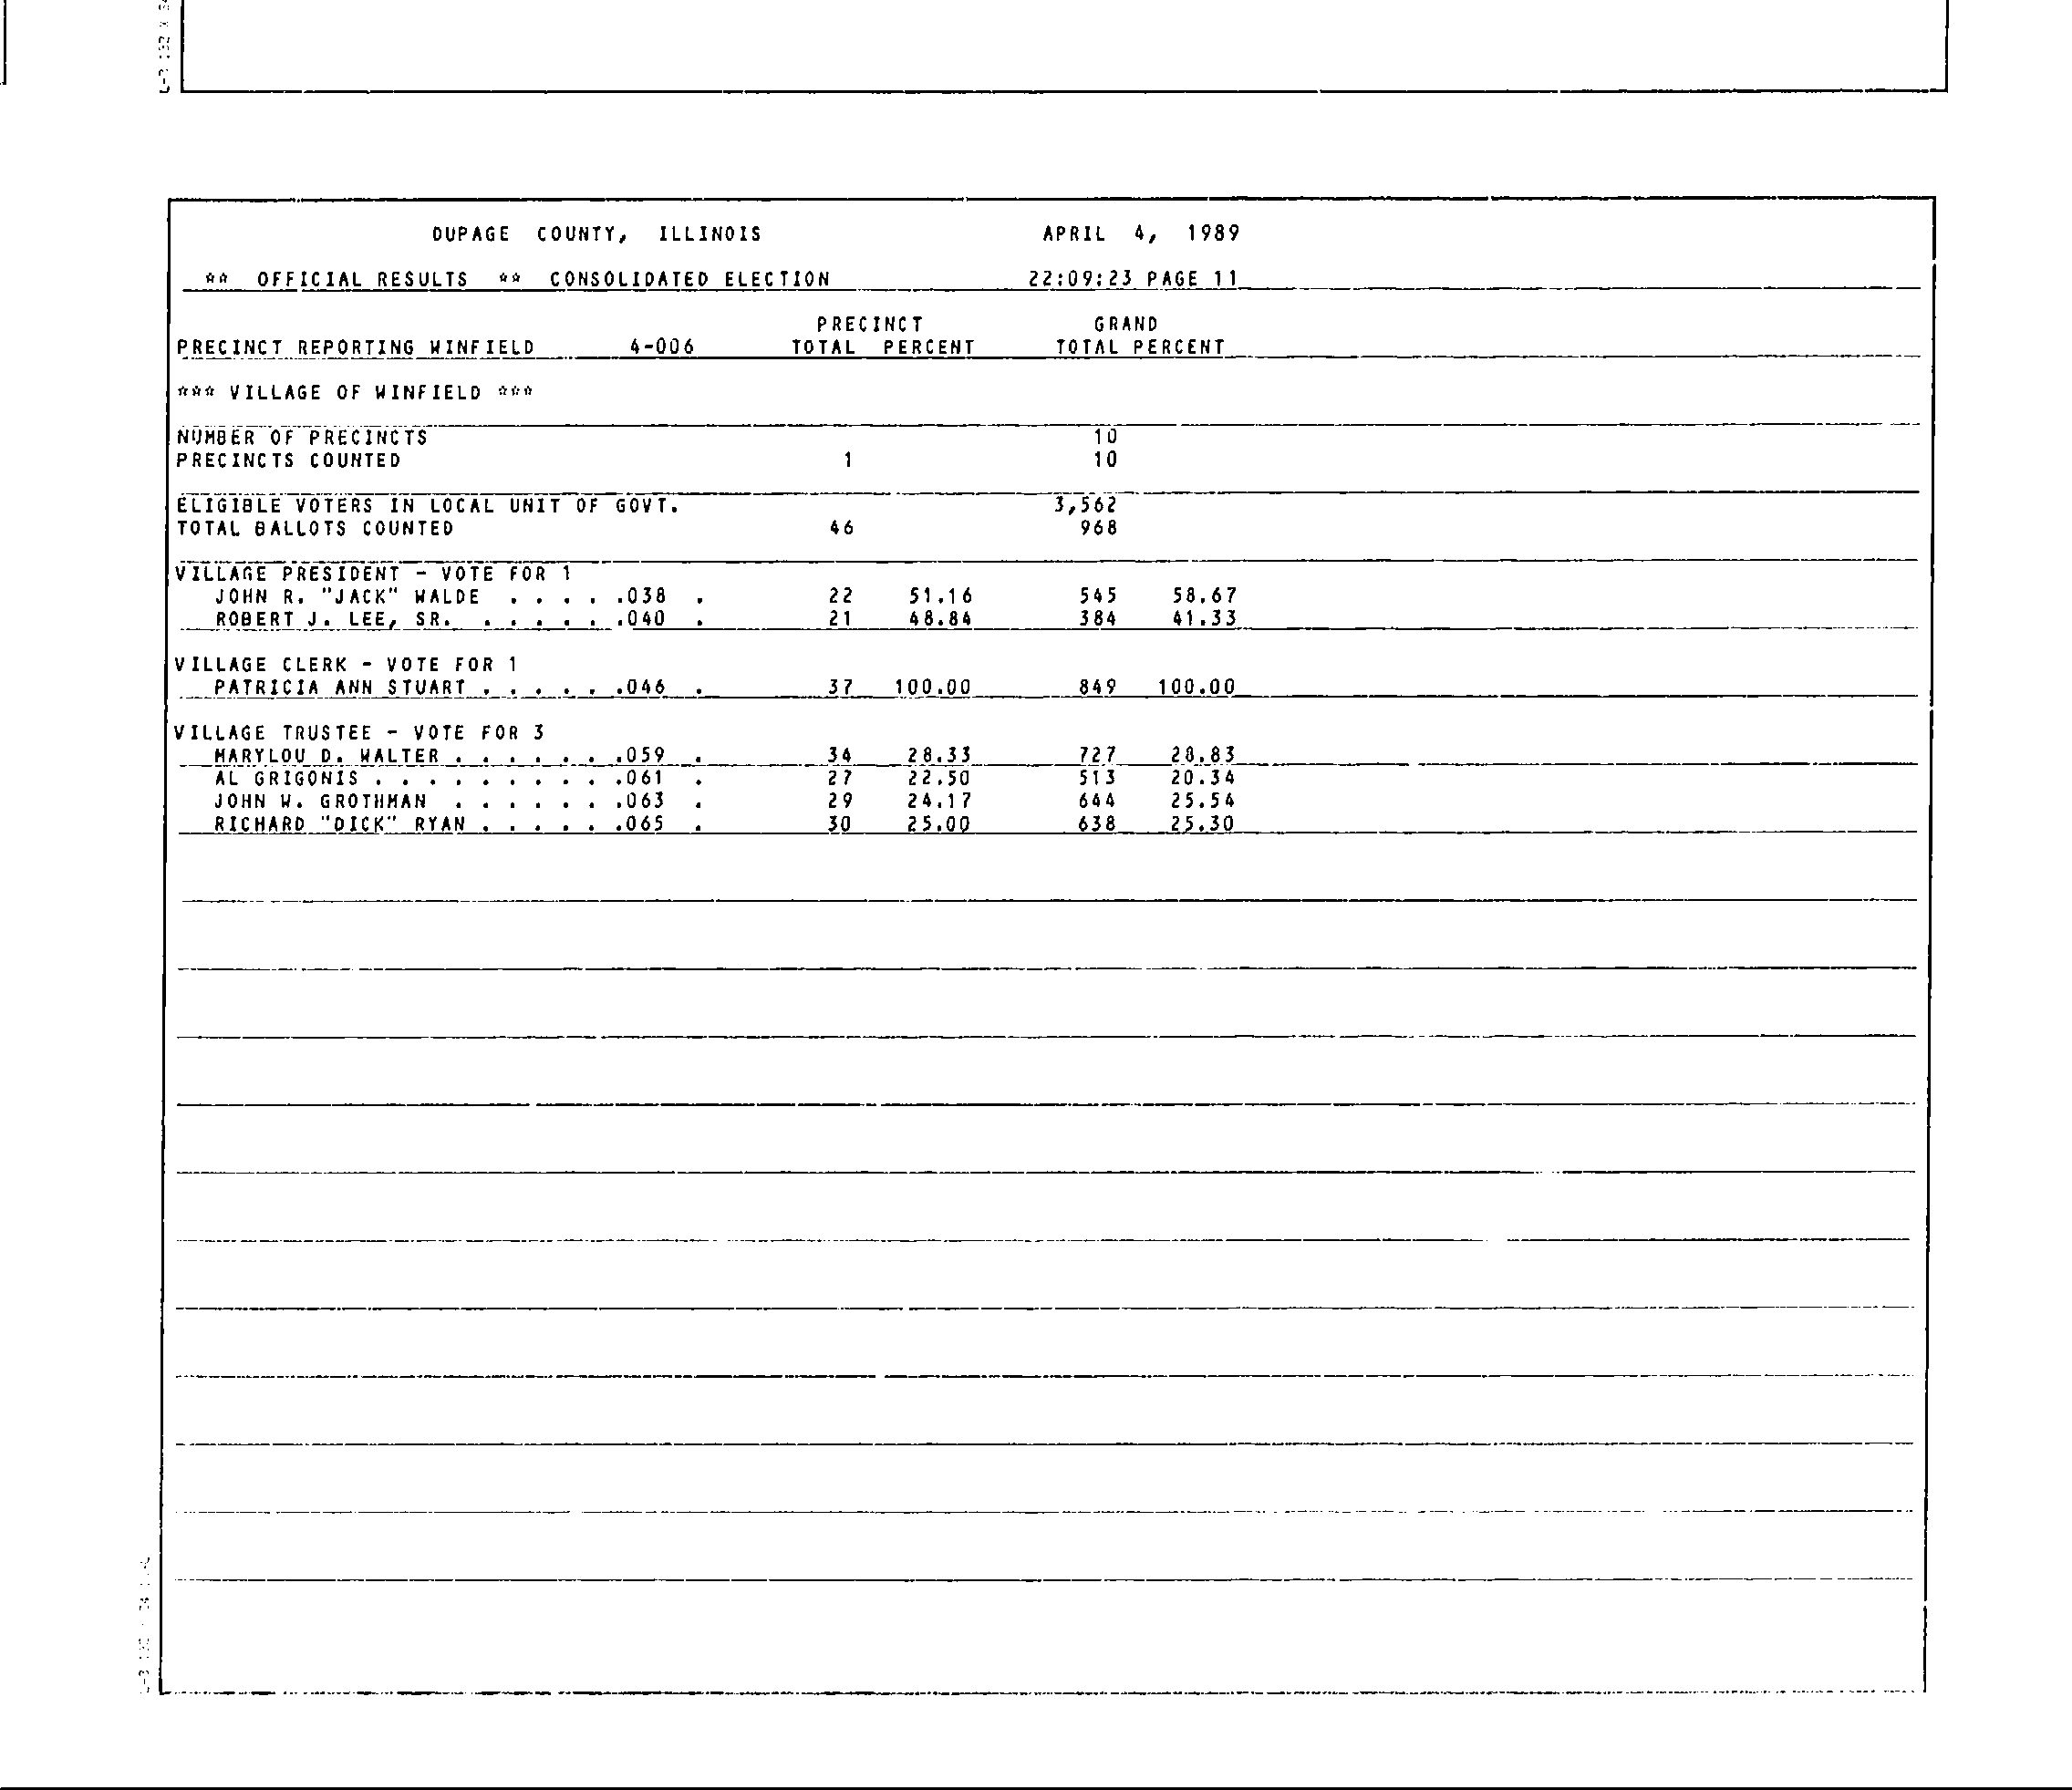 DUPAGE COUNTY, ILLINOIS APRIL 4, 1989
** OFFICIAL RESULTS ** CONSOLIDATED ELECTION 22:09:23 PAGE 11
PRECINCT GRAND
PRECINCT REPORTING WINFIELD 4-006 TOTAL PERCENT TOTAL PERCENT
*** VILLAGE OF WINFIELD ***
NUMBER OF PRECINCTS 10
PRECINCTS COUNTED 1 10
ELIGIBLE VOTERS IN LOCAL UNIT OF GOVT. 3,562
TOTAL BALLOTS COUNTED 46 968
VILLAGE PRESIDENT - VOTE FOR 1
JOHN R. "JACK" WALDE . . . . .038 . 22 51.16 545 58.67
ROBERT J. LEE, SR. . . . . . .040 . 21 48.84 384 41.33
VILLAGE CLERK - VOTE FOR 1
PATRICIA ANN STUART . . . . . .046 . 37 100.00 849 100.00
VILLAGE TRUSTEE - VOTE FOR 3
MARYLOU D. WALTER . . . . . . .059 . 34 28.33 727 28.83
AL GRIGONIS . . . . . . . . . .061 . 27 22.50 513 20.34
JOHN W. GROTHMAN . . . . . . .063 . 29 24.17 644 25.54
RICHARD "DICK" RYAN . . . . . .065 . 30 25.00 638 25.30